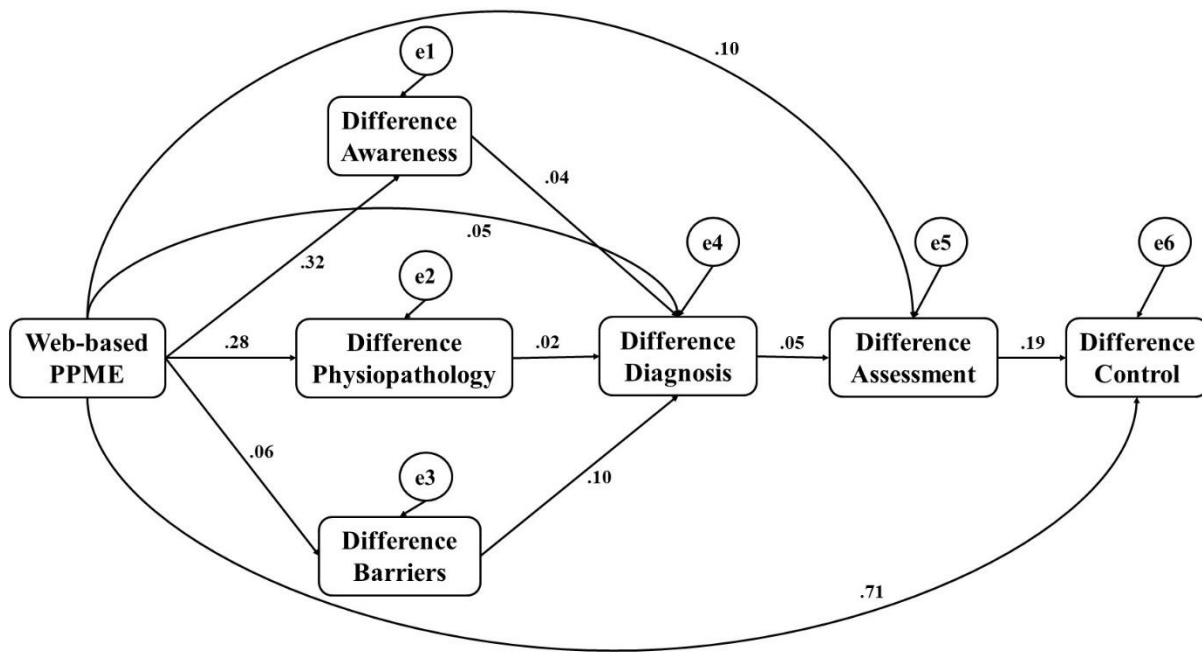 .10
e1
Difference
Awareness
.04
.05
e4
e5
e6
.32
e2
Web-based
PPME
.28
Difference
Physiopathology
.02
Difference
Diagnosis
.05
Difference
Assessment
.19
Difference
Control
.06
e3
.10
Difference
Barriers
.71